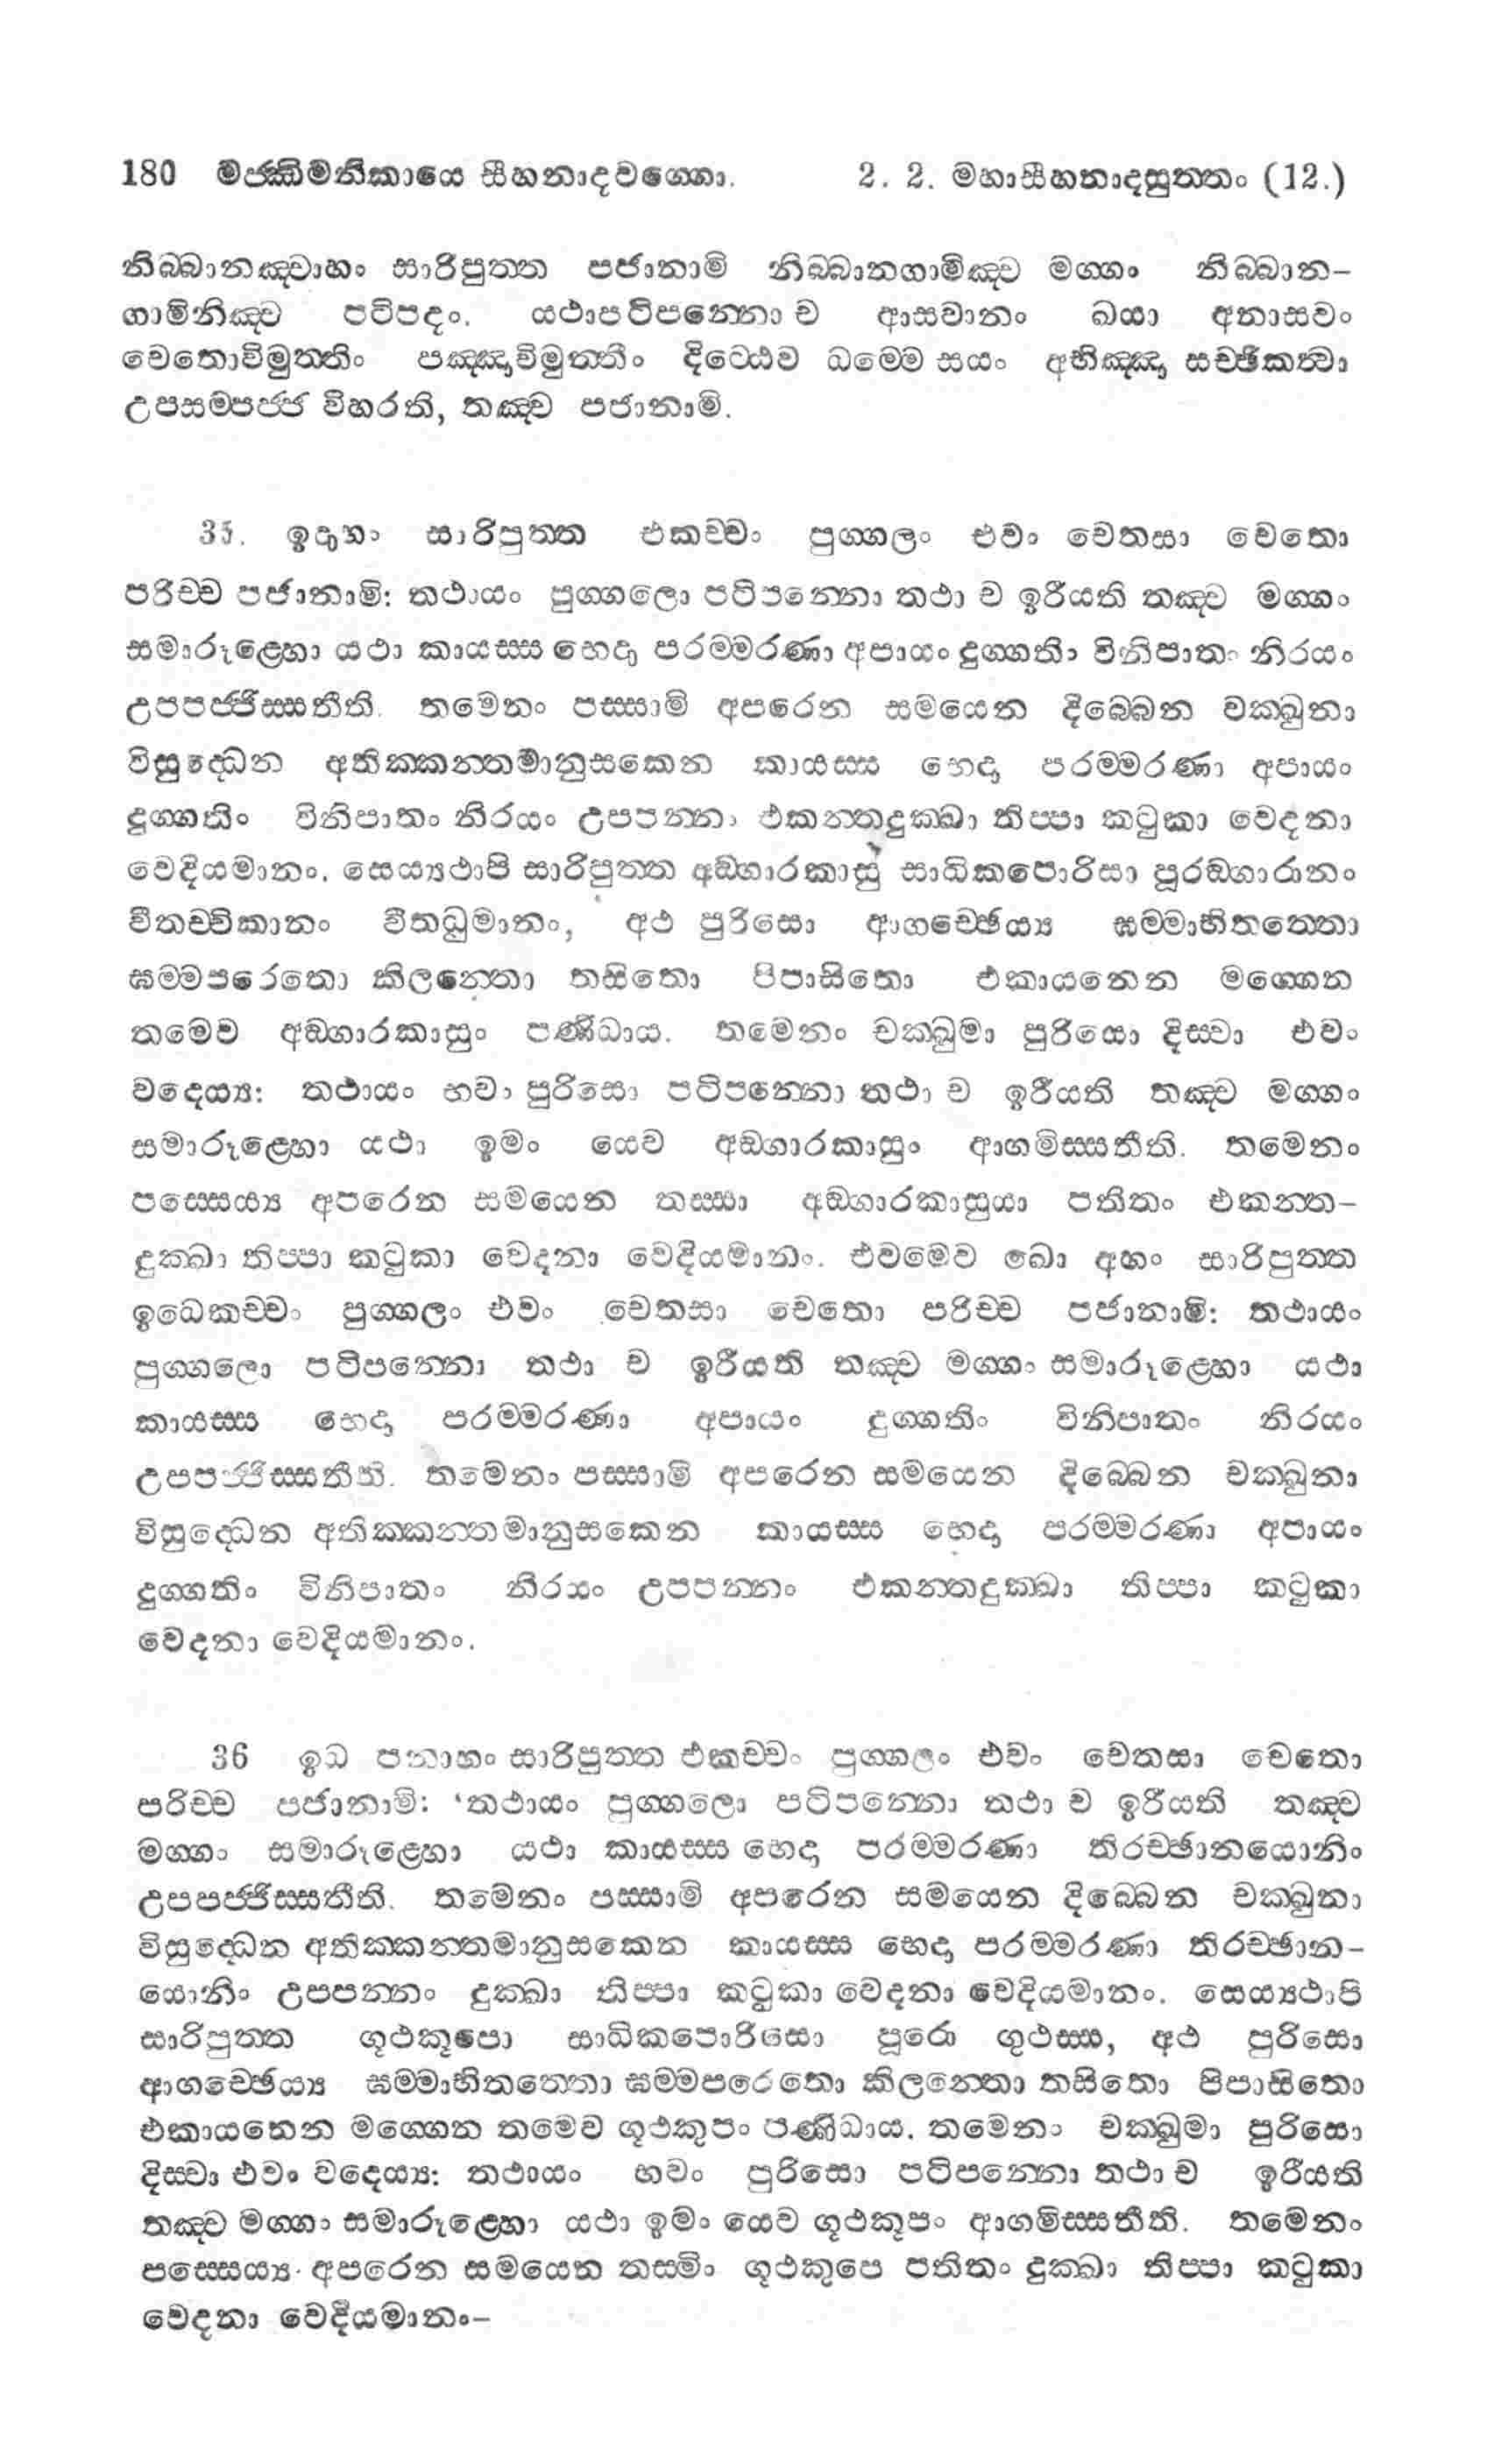 180 මජ්ඣිමනිකායෙ සීහනාදවග්ගො. 2. 2. මහාසීහනාදසුත්තං (12.)
නිබ්බානඤ්චාහං සාරිපුත්ත පජානාමි නිබ්බානගාමිඤ්ච මග්ගං නිබ්බාන-
ගාමිනිඤ්ච පටිපදං. යථාපටිපන්නො ච ආසවානං ඛයා අනාසවං
චෙතොවිමුත්තිං පඤ්ඤාවිමුත්තිං දිට්ඨෙව ධම්මෙ සයං අභිඤ්ඤා සච්ඡිකත්වා
උපසම්පජ්ජ විහරති, තඤ්ච පජානාමි.
35. ඉදාහං සාරිපුත්ත එකච්චං පුග්ගලං එවං චෙතසා චෙතො
පරිච්ච පජානාමි: තථායං පුග්ගලො පටිපන්නො තථා ච ඉරීයති තඤ්ච මග්ගං
සමාරූළ්හො යථා කායස්ස භෙදා පරම්මරණා අපායං දුග්ගතිං විනිපාතං නිරයං
උපපජ්ජිස්සතීති. තමෙනං පස්සාමි අපරෙන සමයෙන දිබ්බෙන චක්ඛුනා
විසුද්ධෙන අතික්කන්තමානුසකෙන කායස්ස භෙදා පරම්මරණා අපායං
දුග්ගතිං විනිපාතං නිරයං උපපන්නං එකන්තදුක්ඛා තිප්පා කටුකා වෙදනා
වෙදියමානං. සෙය්‍යථාපි සාරිපුත්ත අඞ්ගාරකාසු සාධිකපොරිසා පූරඞ්ගාරානං
වීතච්චිකානං වීතධුමානං, අථ පුරිසො ආගච්ඡෙය්‍ය ඝම්මාභිතත්තො
ඝම්මපරෙතො කිලන්තො තසිතො පිපාසිතො එකායනෙන මග්ගෙන
තමෙව අඞ්ගාරකාසුං පණිධාය. තමෙනං චක්ඛුමා පුරිසො දිස්වා එවං
වදෙය්‍ය: තථායං භවං පුරිසො පටිපන්නො තථා ච ඉරීයති තඤ්ච මග්ගං
සමාරූළ්හො යථා ඉමං යෙව අඞ්ගාරකාසුං ආගමිස්සතීති. තමෙනං
පස්සෙය්‍ය අපරෙන සමයෙන තස්සා අඞ්ගාරකාසුයා පතිතං එකන්ත-
දුක්ඛා තිප්පා කටුකා වෙදනා වෙදියමානං. එවමෙව ඛො අහං සාරිපුත්ත
ඉධෙකච්චං පුග්ගලං එවං චෙතසා චෙතො පරිච්ච පජානාමි: තථායං
පුග්ගලො පටිපන්නො තථා ච ඉරීයති තඤ්ච මග්ගං සමාරූළ්හො යථා
කායස්ස භෙදා පරම්මරණා අපායං දුග්ගතිං විනිපාතං නිරයං
උපපජ්ජිස්සතීති. තමෙනං පස්සාමි අපරෙන සමයෙන දිබ්බෙන චක්ඛුනා
විසුද්ධෙන අතික්කන්තමානුසකෙන කායස්ස භෙදා පරම්මරණා අපායං
දුග්ගතිං විනිපාතං නිරයං උපපන්නං එකන්තදුක්ඛා තිප්පා කටුකා
වෙදනා වෙදියමානං.
36 ඉධ පනාහං සාරිපුත්ත එකච්චං පුග්ගලං එවං චෙතසා චෙතො
පරිච්ච පජානාමි: ‘තථායං පුග්ගලො පටිපන්නො තථා ච ඉරීයති තඤ්ච
මග්ගං සමාරූළ්හො යථා කායස්ස භෙදා පරම්මරණා තිරච්ඡානයොනිං
උපපජ්ජිස්සතීති. තමෙනං පස්සාමි අපරෙන සමයෙන දිබ්බෙන චක්ඛුනා
විසුද්ධෙන අතික්කන්තමානුසකෙන කායස්ස භෙදා පරම්මරණා තිරච්ඡාන-
යොනිං උපපන්නං දුක්ඛා තිප්පා කටුකා වෙදනා වෙදියමානං. සෙය්‍යථාපි
සාරිපුත්ත ගූථකූපො සාධිකපොරිසො පූරො ගුථස්ස, අථ පුරිසො
ආගච්ඡෙය්‍ය ඝම්මාභිතත්තො ඝම්මපරෙතො කිලන්තො තසිතො පිපාසිතො
එකායනෙන මග්ගෙන තමෙව ගූථකුපං පණිධාය. තමෙනං චක්ඛුමා පුරිසො
දිස්වා එවං වදෙය්‍ය: තථායං භවං පුරිසො පටිපන්නො තථා ච ඉරීයති
තඤ්ච මග්ගං සමාරූළ්හො යථා ඉමං යෙව ගූථකූපං ආගමිස්සතීති. තමෙනං
පස්සෙය්‍ය අපරෙන සමයෙන තස්මිං ගූථකුපෙ පතිතං දුක්ඛා තිප්පා කටුකා
වෙදනා වෙදියමානං-